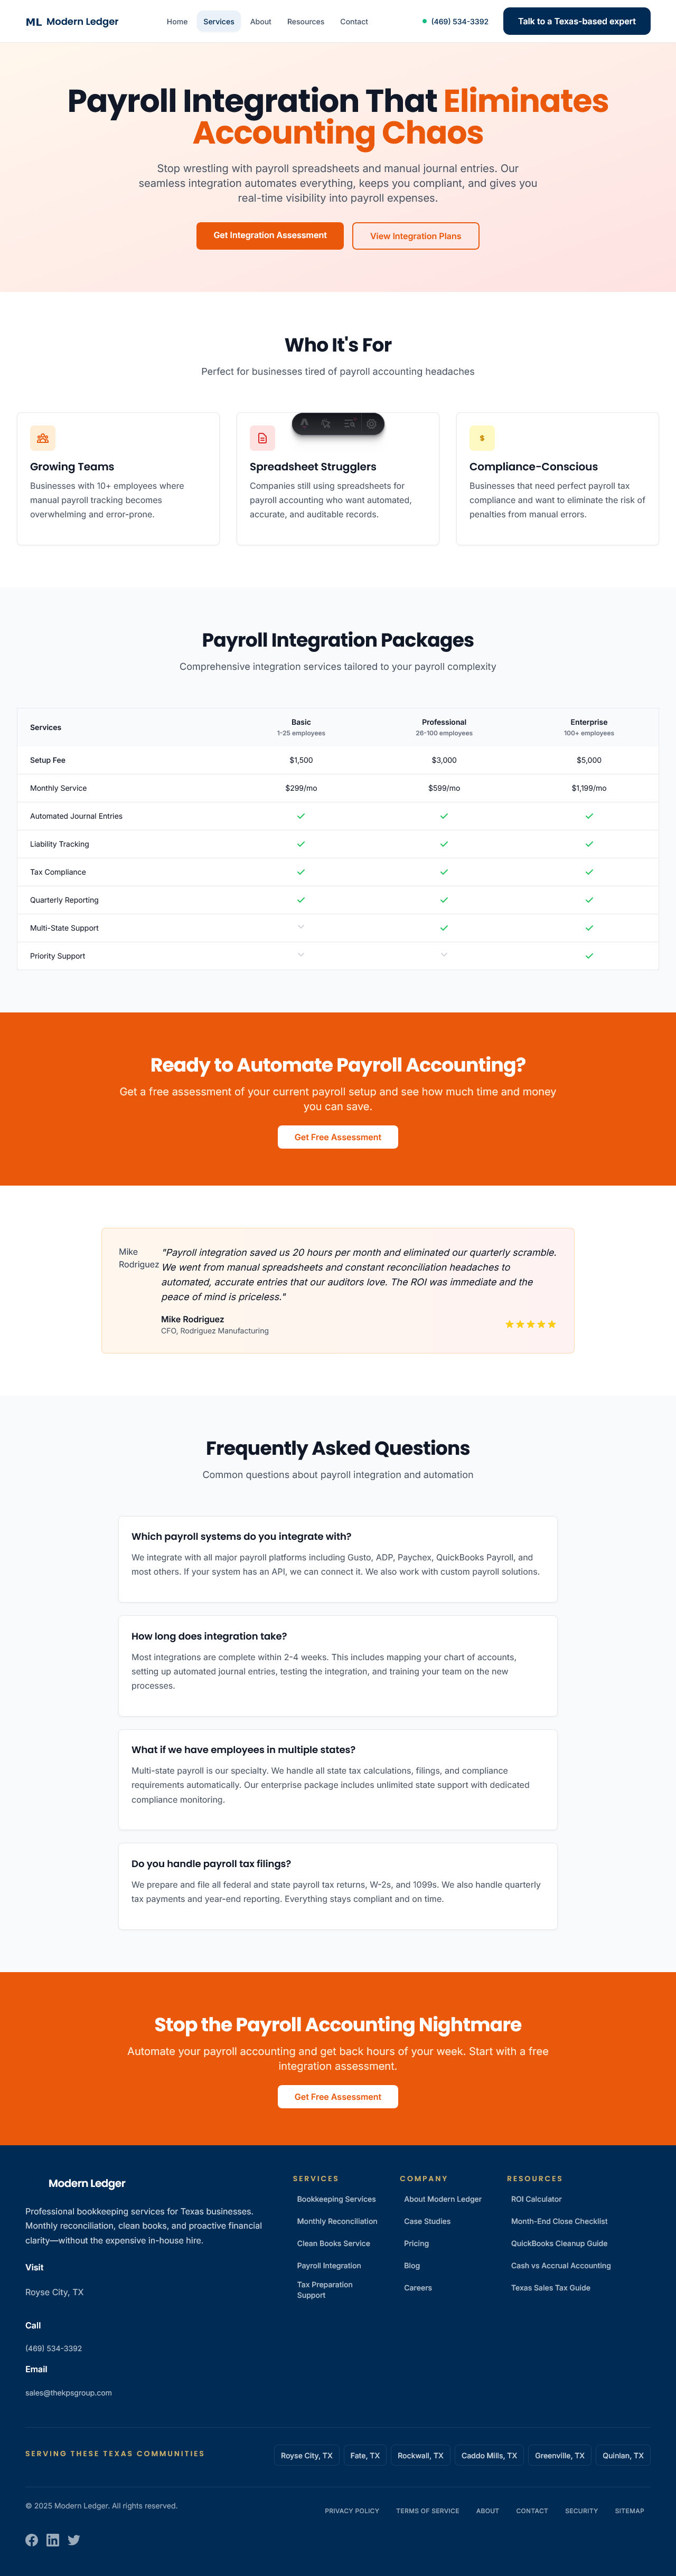 ML Modern Ledger
Home
Services
About
Resources
Contact
(469) 534-3392
Talk to a Texas-based expert
Payroll Integration That Eliminates
Accounting Chaos
Stop wrestling with payroll spreadsheets and manual journal entries. Our
seamless integration automates everything, keeps you compliant, and gives you
real-time visibility into payroll expenses.
Get Integration Assessment
View Integration Plans
Who It's For
Perfect for businesses tired of payroll accounting headaches
Growing Teams
Businesses with 10+ employees where
manual payroll tracking becomes
overwhelming and error-prone.
Spreadsheet Strugglers
Companies still using spreadsheets for
payroll accounting who want automated,
accurate, and auditable records.
$
Compliance-Conscious
Businesses that need perfect payroll tax
compliance and want to eliminate the risk of
penalties from manual errors.
Payroll Integration Packages
Comprehensive integration services tailored to your payroll complexity
Services
Basic
1-25 employees
Professional
26-100 employees
Enterprise
100+ employees
Setup Fee $1,500 $3,000 $5,000
Monthly Service $299/mo $599/mo $1,199/mo
Automated Journal Entries
Liability Tracking
Tax Compliance
Quarterly Reporting
Multi-State Support
Priority Support
Ready to Automate Payroll Accounting?
Get a free assessment of your current payroll setup and see how much time and money
you can save.
Get Free Assessment
Mike
Rodriguez
"Payroll integration saved us 20 hours per month and eliminated our quarterly scramble.
We went from manual spreadsheets and constant reconciliation headaches to
automated, accurate entries that our auditors love. The ROI was immediate and the
peace of mind is priceless."
Mike Rodriguez
CFO, Rodriguez Manufacturing
Frequently Asked Questions
Common questions about payroll integration and automation
Which payroll systems do you integrate with?
We integrate with all major payroll platforms including Gusto, ADP, Paychex, QuickBooks Payroll, and
most others. If your system has an API, we can connect it. We also work with custom payroll solutions.
How long does integration take?
Most integrations are complete within 2-4 weeks. This includes mapping your chart of accounts,
setting up automated journal entries, testing the integration, and training your team on the new
processes.
What if we have employees in multiple states?
Multi-state payroll is our specialty. We handle all state tax calculations, filings, and compliance
requirements automatically. Our enterprise package includes unlimited state support with dedicated
compliance monitoring.
Do you handle payroll tax filings?
We prepare and file all federal and state payroll tax returns, W-2s, and 1099s. We also handle quarterly
tax payments and year-end reporting. Everything stays compliant and on time.
Stop the Payroll Accounting Nightmare
Automate your payroll accounting and get back hours of your week. Start with a free
integration assessment.
Get Free Assessment
Modern Ledger
Professional bookkeeping services for Texas businesses.
Monthly reconciliation, clean books, and proactive financial
clarity—without the expensive in-house hire.
Visit
Royse City, TX
Call
(469) 534-3392
Email
sales@thekpsgroup.com
SERVICES
Bookkeeping Services
Monthly Reconciliation
Clean Books Service
Payroll Integration
Tax Preparation
Support
COMPANY
About Modern Ledger
Case Studies
Pricing
Blog
Careers
RESOURCES
ROI Calculator
Month-End Close Checklist
QuickBooks Cleanup Guide
Cash vs Accrual Accounting
Texas Sales Tax Guide
SERVING THESE TEXAS COMMUNITIES
Royse City, TX
Fate, TX
Rockwall, TX
Caddo Mills, TX
Greenville, TX
Quinlan, TX
© 2025 Modern Ledger. All rights reserved.
PRIVACY POLICY
TERMS OF SERVICE
ABOUT
CONTACT
SECURITY
SITEMAP